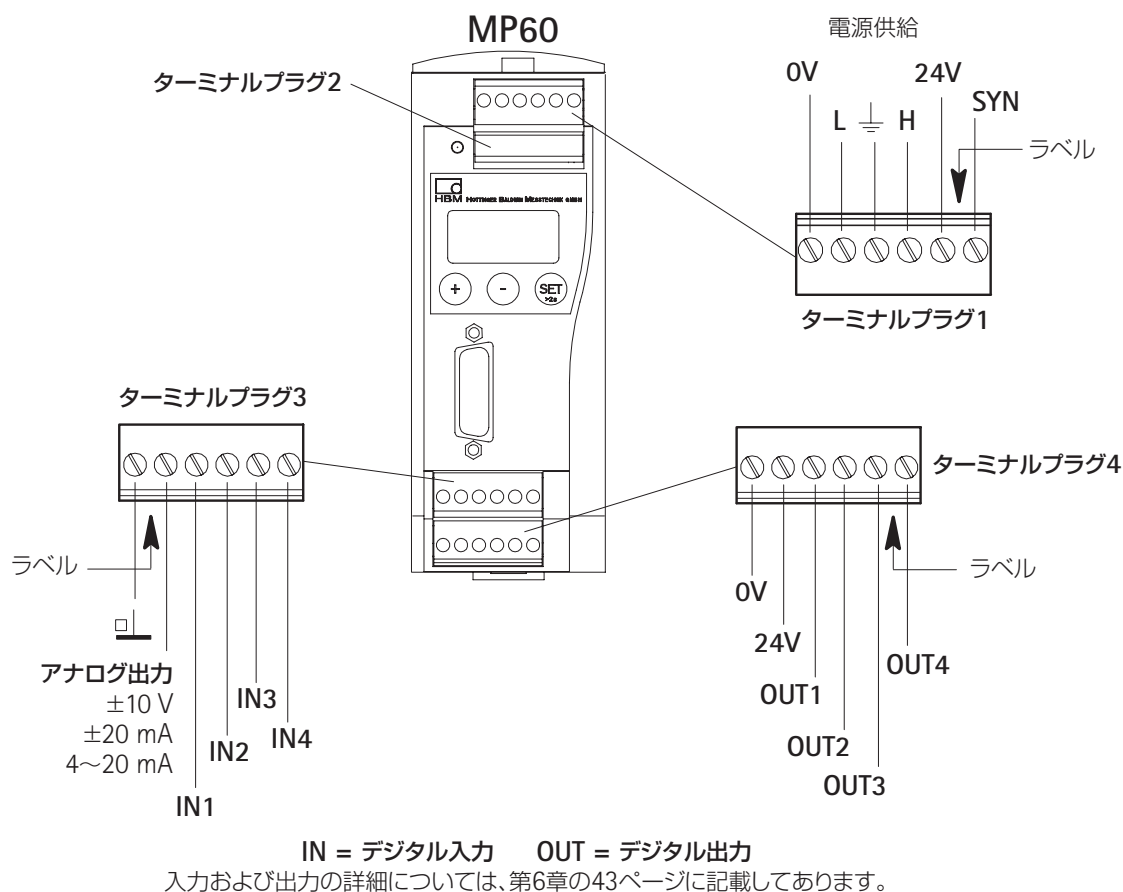 MP60
電源供給
ターミナルプラグ2
0V
24V
SYN
L
H
ラベル
HBM HOTTINGER BALDWIN MESSTECHNIK GMBH
+
-
SET
>2s
ターミナルプラグ1
ターミナルプラグ3
ターミナルプラグ4
ラベル
ラベル
アナログ出力
±10 V
±20 mA
4～20 mA
IN1
IN2
IN3
IN4
0V
24V
OUT1
OUT2
OUT3
OUT4
IN = デジタル入力 OUT = デジタル出力
入力および出力の詳細については、第6章の43ページに記載してあります。